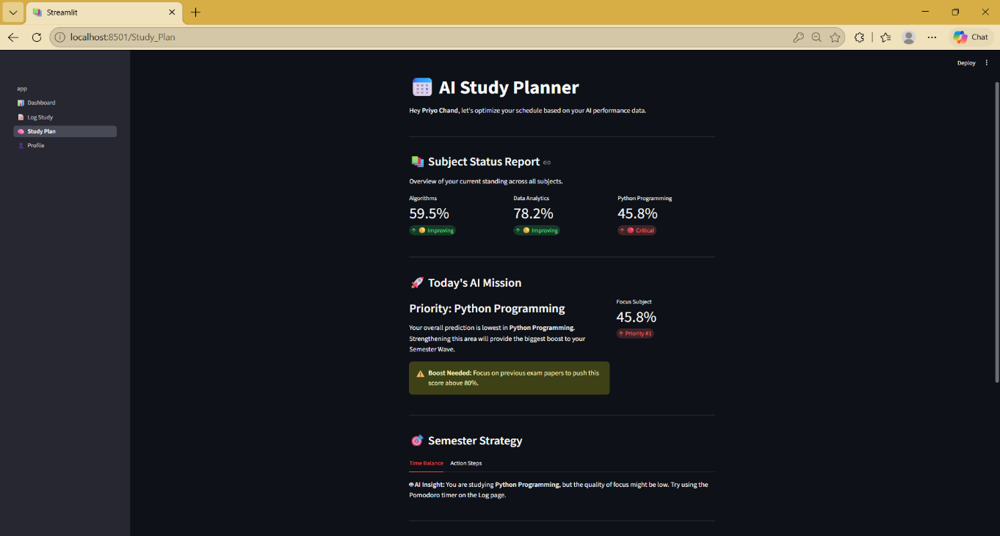 Streamlit
localhost:8501/Study_Plan
Chat
Deploy
app
Dashboard
Log Study
Study Plan
Profile
AI Study Planner
Hey Priyo Chand, let's optimize your schedule based on your AI performance data.
Subject Status Report
Overview of your current standing across all subjects.
Algorithms Data Analytics Python Programming
59.5% 78.2% 45.8%
↑ Improving ↑ Improving ↑ Critical
Today's AI Mission
Priority: Python Programming
Your overall prediction is lowest in Python Programming.
Strengthening this area will provide the biggest boost to your
Semester Wave.
Focus Subject
45.8%
↑ Priority #1
Boost Needed: Focus on previous exam papers to push this
score above 80%.
Semester Strategy
Time Balance Action Steps
AI Insight: You are studying Python Programming, but the quality of focus might be low. Try using the
Pomodoro timer on the Log page.